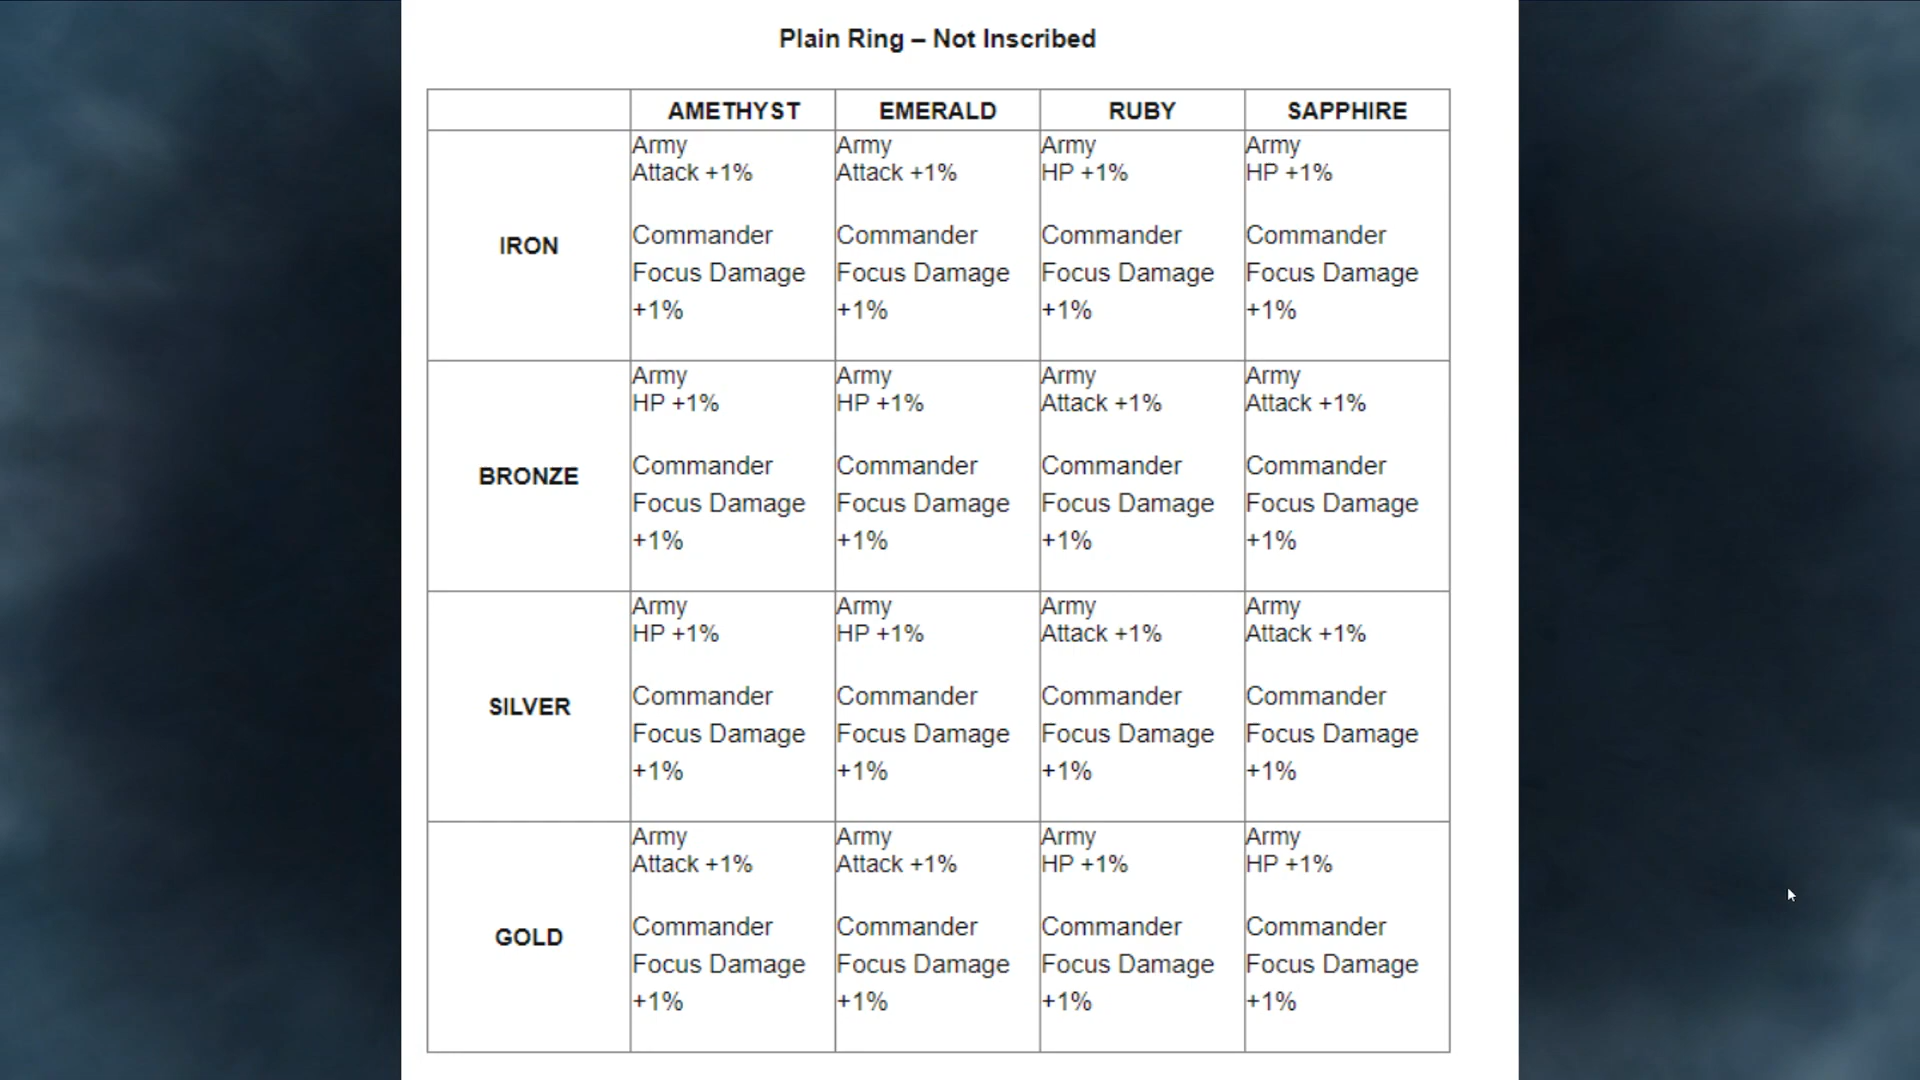 Plain Ring – Not Inscribed
AMETHYST EMERALD RUBY SAPPHIRE
IRON
Army
Attack +1%
Commander
Focus Damage
+1%
Army
Attack +1%
Commander
Focus Damage
+1%
Army
HP +1%
Commander
Focus Damage
+1%
Army
HP +1%
Commander
Focus Damage
+1%
BRONZE
Army
HP +1%
Commander
Focus Damage
+1%
Army
HP +1%
Commander
Focus Damage
+1%
Army
Attack +1%
Commander
Focus Damage
+1%
Army
Attack +1%
Commander
Focus Damage
+1%
SILVER
Army
HP +1%
Commander
Focus Damage
+1%
Army
HP +1%
Commander
Focus Damage
+1%
Army
Attack +1%
Commander
Focus Damage
+1%
Army
Attack +1%
Commander
Focus Damage
+1%
GOLD
Army
Attack +1%
Commander
Focus Damage
+1%
Army
Attack +1%
Commander
Focus Damage
+1%
Army
HP +1%
Commander
Focus Damage
+1%
Army
HP +1%
Commander
Focus Damage
+1%